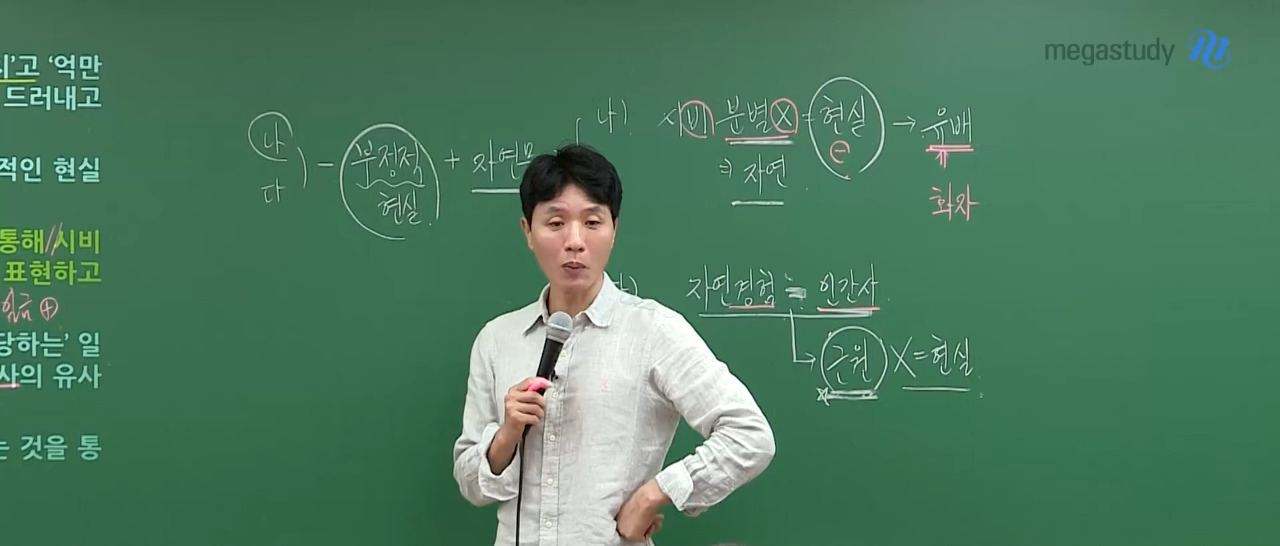 megastudy
시'고 '억만
드러내고
적인 현실
통해 시비
표현하고
당하는' 일
사의 유사
는 것을 통
나
다
- 부정적 현실 + 자연
나)
시비 분별 X = 현실 → 유배
⊖
자연
화자
자연경험 = 인간사
→ 근원 X = 현실